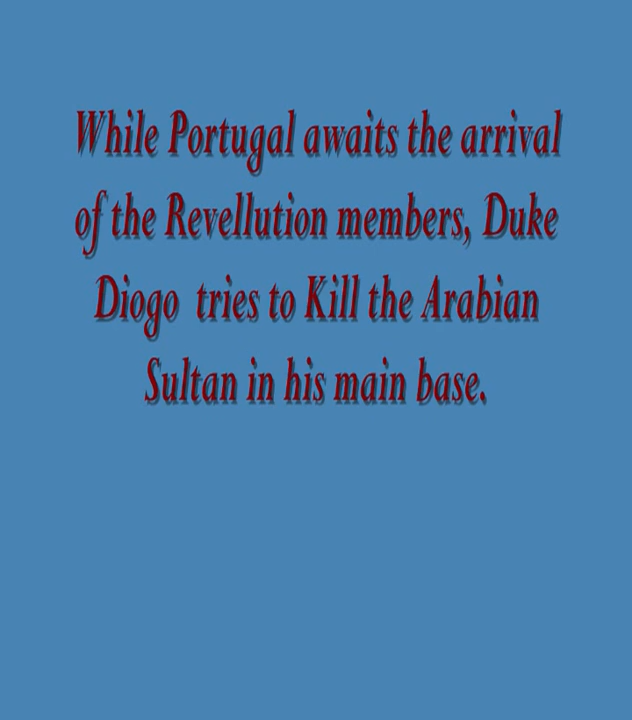 While Portugal awaits the arrival
of the Revellution members, Duke
Diogo  tries to Kill the Arabian
Sultan in his main base.